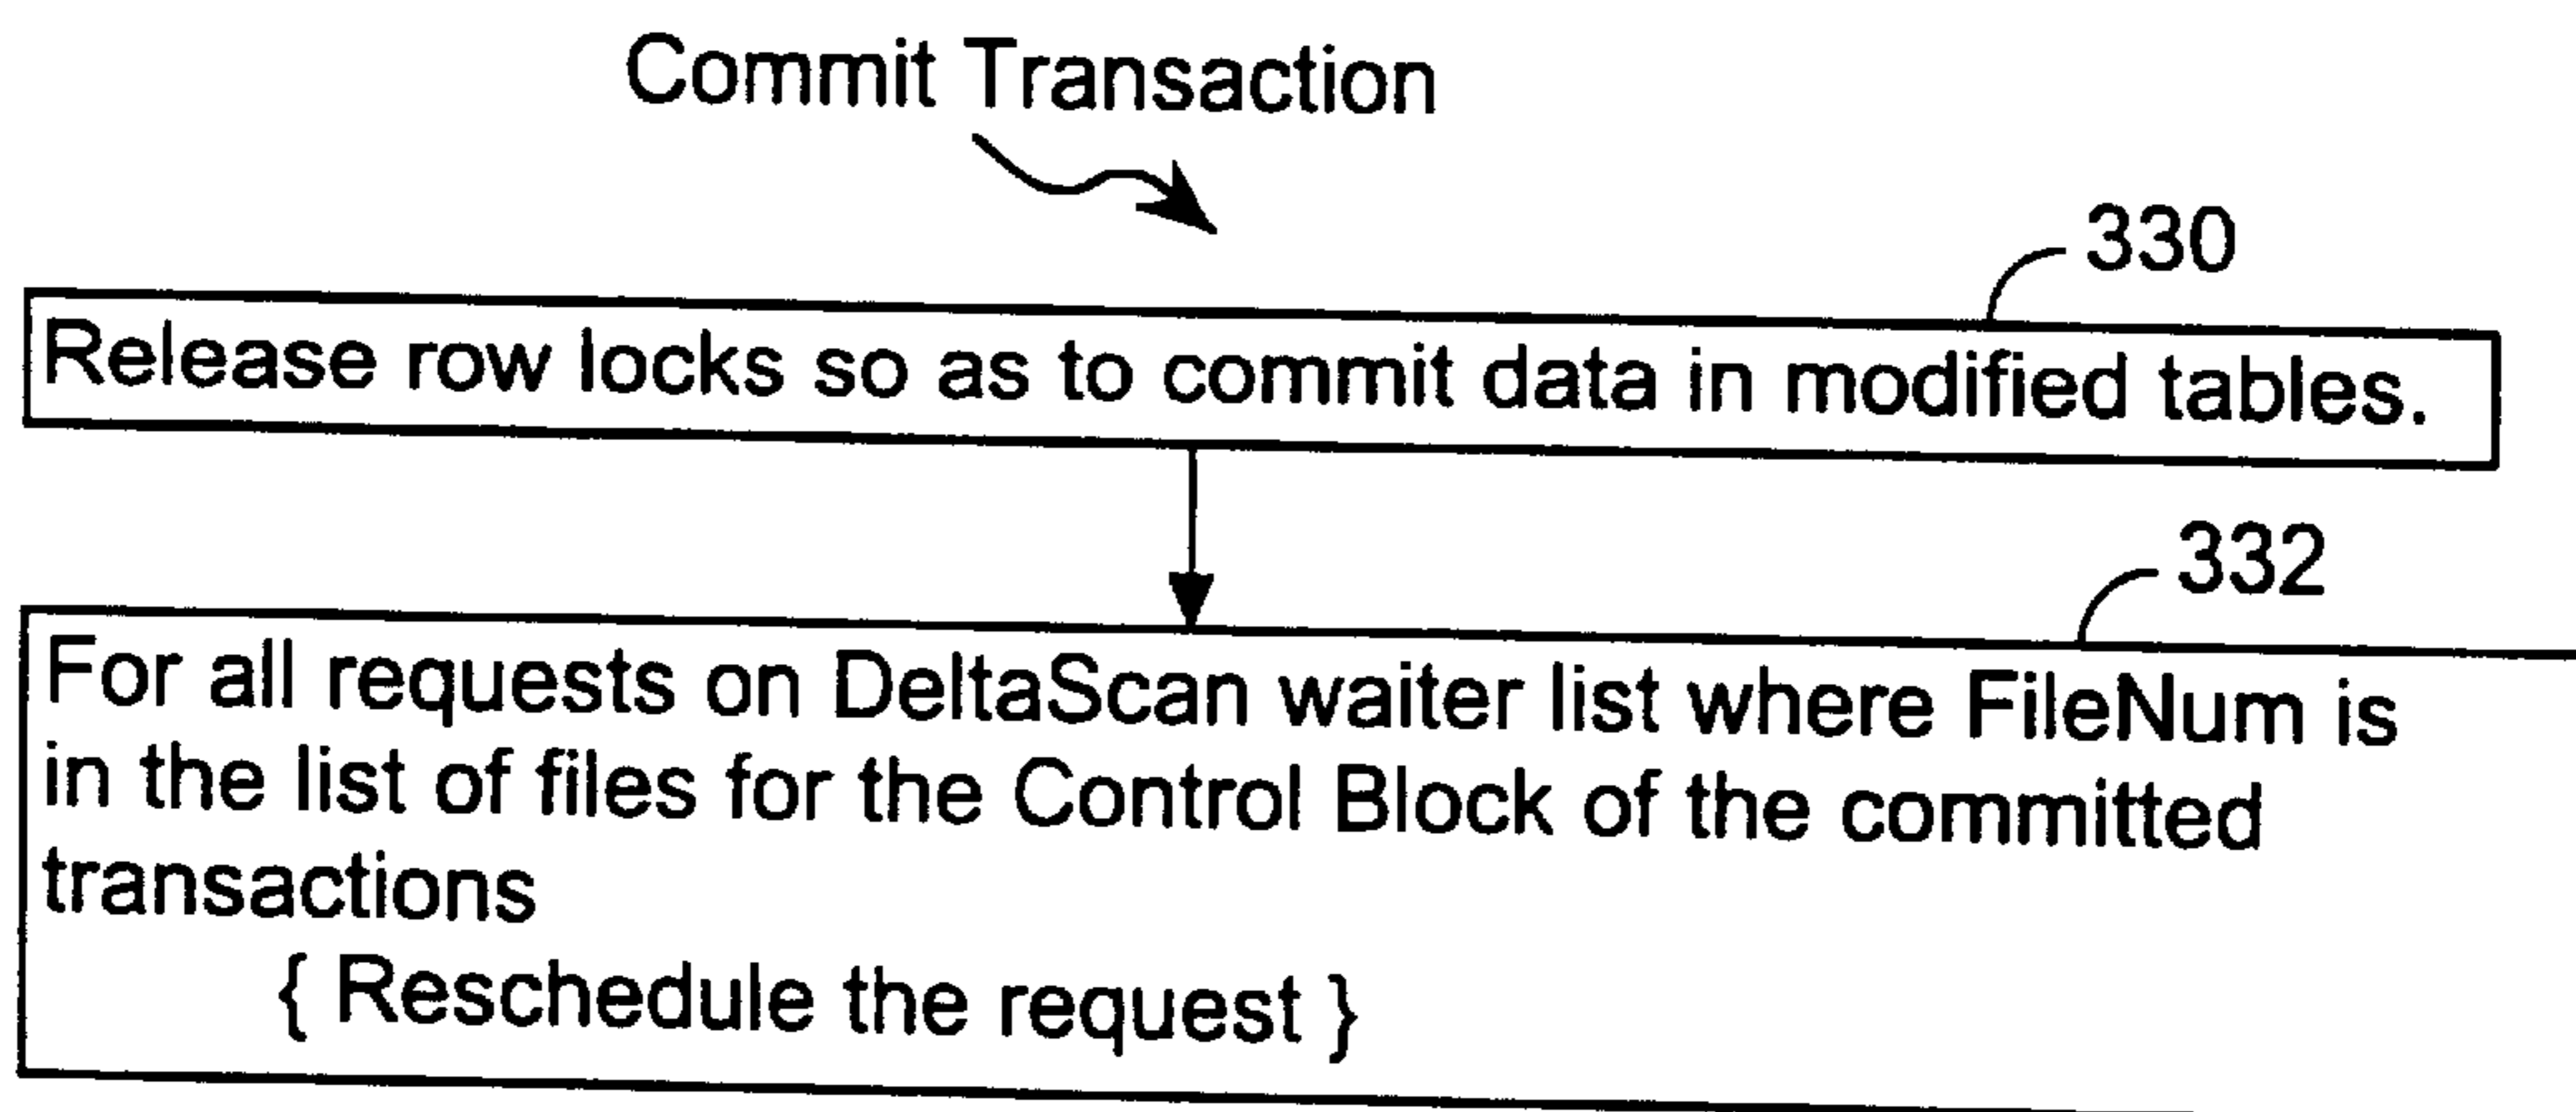 Commit Transaction
330
Release row locks so as to commit data in modified tables.
332
For all requests on DeltaScan waiter list where FileNum is
in the list of files for the Control Block of the committed
transactions
{ Reschedule the request }